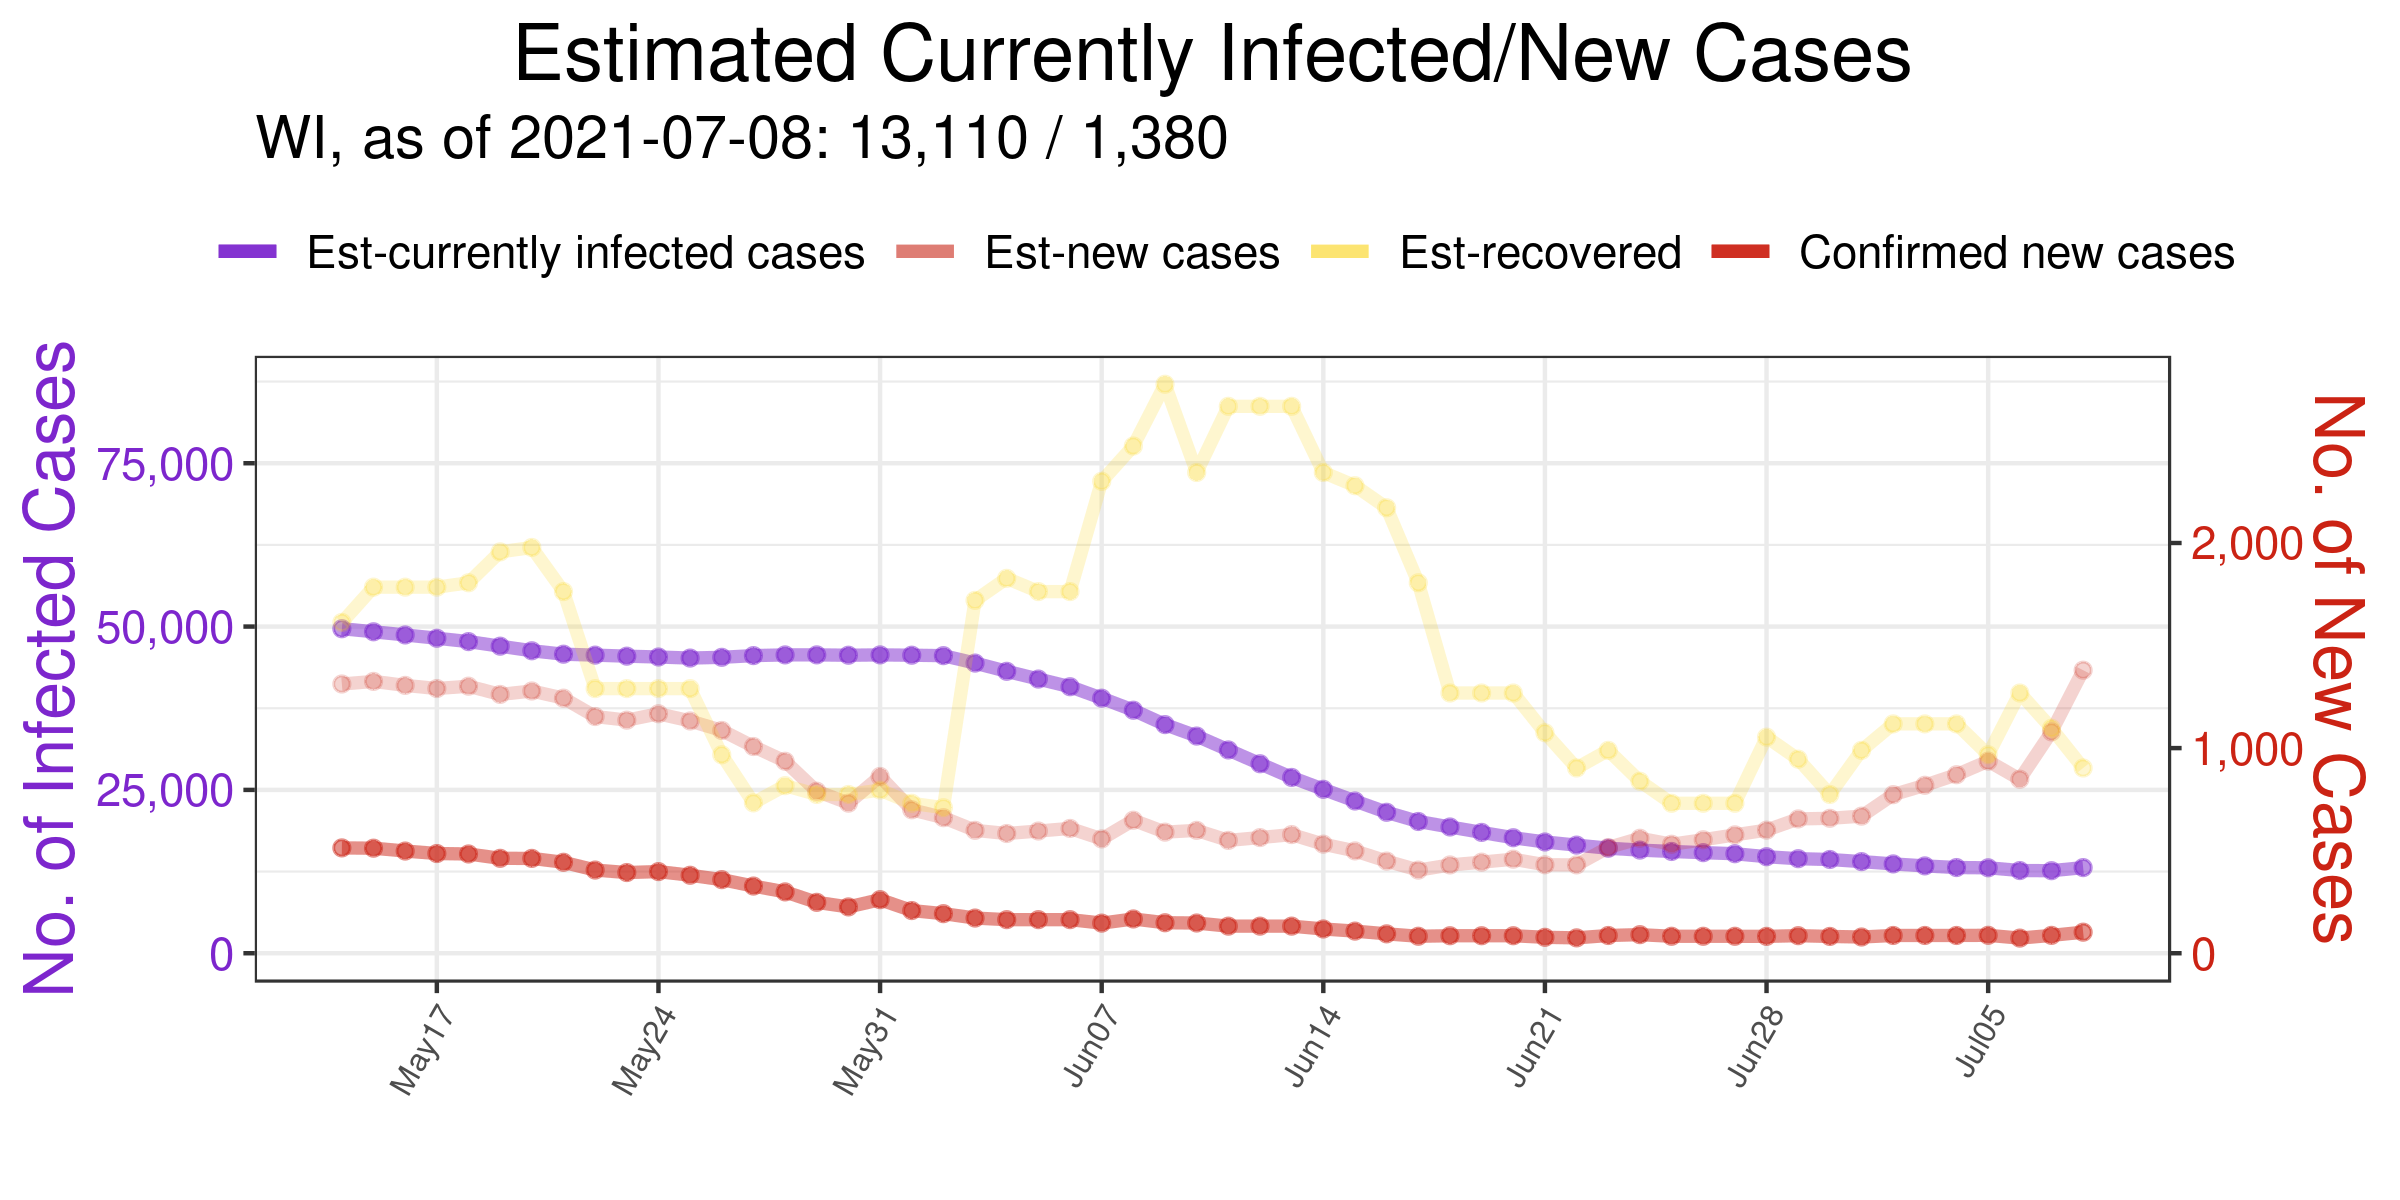 Estimated Currently Infected/New Cases
WI, as of 2021-07-08: 13,110 / 1,380
Est-currently infected cases Est-new cases Est-recovered Confirmed new cases
No. of Infected Cases
75,000
50,000
25,000
0
2,000
1,000
0
No. of New Cases
May17 May24 May31 Jun07 Jun14 Jun21 Jun28 Jul05